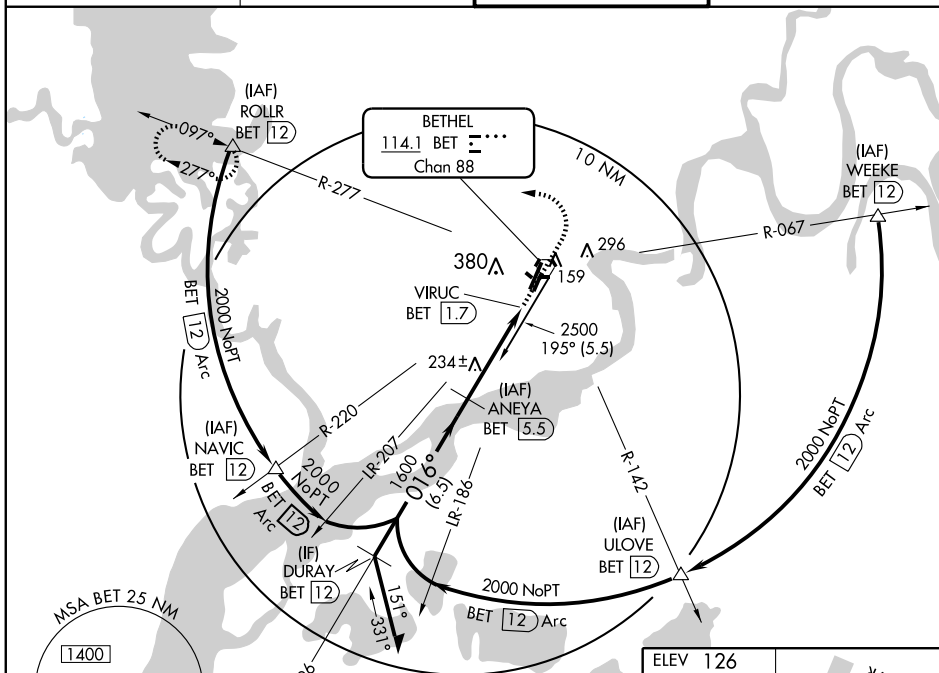 (IAF)
ROLLR
BET 12
097°
277°
R-277
BETHEL
114.1 BET
Chan 88
10 NM
(IAF)
WEEKE
BET 12
R-067
296
380
159
VIRUC
BET 1.7
2500
195° (5.5)
BET 12 Arc
2000 NoPT
234±
(IAF)
ANEYA
BET 5.5
R-220
(IAF)
NAVIC
BET 12
2000
NoPT
BET 12
Arc
LR-207
1600
016°
(6.5)
LR-186
R-142
2000 NoPT
BET 12 Arc
(IAF)
ULOVE
BET 12
(IF)
DURAY
BET 12
151°
331°
2000 NoPT
BET 12 Arc
MSA BET 25 NM
1400
ELEV 126